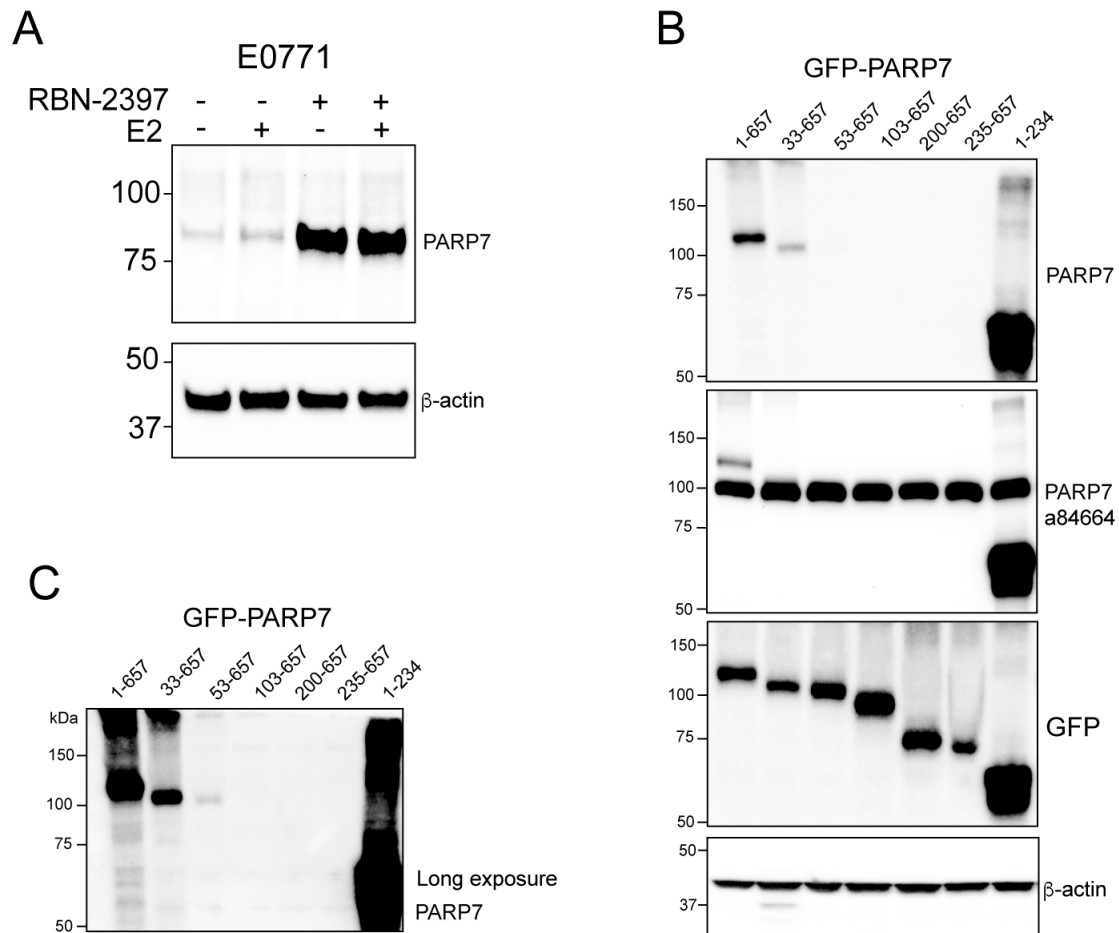 A
E0771
RBN-2397 - - + +
E2 - + - +
100
75
PARP7
50
37
β-actin
B
GFP-PARP7
1-657 33-657 53-657 103-657 200-657 235-657 1-234
150
100
75
50
PARP7
150
100
75
50
PARP7
a84664
150
100
75
50
GFP
50
37
β-actin
C
GFP-PARP7
1-657 33-657 53-657 103-657 200-657 235-657 1-234
kDa
150
100
75
50
Long exposure
PARP7